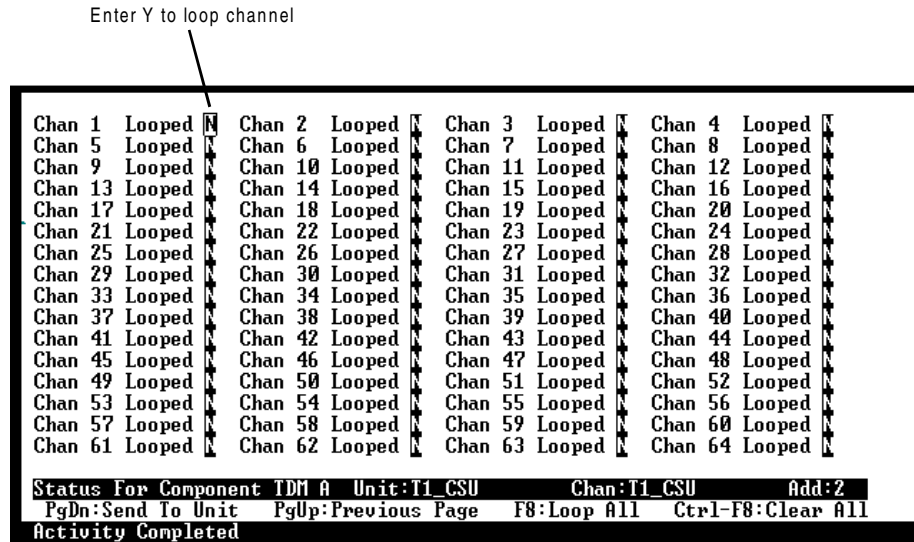 Enter Y to loop channel
Chan 1 Looped N Chan 2 Looped N Chan 3 Looped N Chan 4 Looped N
Chan 5 Looped N Chan 6 Looped N Chan 7 Looped N Chan 8 Looped N
Chan 9 Looped N Chan 10 Looped N Chan 11 Looped N Chan 12 Looped N
Chan 13 Looped N Chan 14 Looped N Chan 15 Looped N Chan 16 Looped N
Chan 17 Looped N Chan 18 Looped N Chan 19 Looped N Chan 20 Looped N
Chan 21 Looped N Chan 22 Looped N Chan 23 Looped N Chan 24 Looped N
Chan 25 Looped N Chan 26 Looped N Chan 27 Looped N Chan 28 Looped N
Chan 29 Looped N Chan 30 Looped N Chan 31 Looped N Chan 32 Looped N
Chan 33 Looped N Chan 34 Looped N Chan 35 Looped N Chan 36 Looped N
Chan 37 Looped N Chan 38 Looped N Chan 39 Looped N Chan 40 Looped N
Chan 41 Looped N Chan 42 Looped N Chan 43 Looped N Chan 44 Looped N
Chan 45 Looped N Chan 46 Looped N Chan 47 Looped N Chan 48 Looped N
Chan 49 Looped N Chan 50 Looped N Chan 51 Looped N Chan 52 Looped N
Chan 53 Looped N Chan 54 Looped N Chan 55 Looped N Chan 56 Looped N
Chan 57 Looped N Chan 58 Looped N Chan 59 Looped N Chan 60 Looped N
Chan 61 Looped N Chan 62 Looped N Chan 63 Looped N Chan 64 Looped N
Status For Component TDM A Unit:T1_CSU Chan:T1_CSU Add:2
PgDn:Send To Unit PgUp:Previous Page F8:Loop All Ctrl-F8:Clear All
Activity Completed